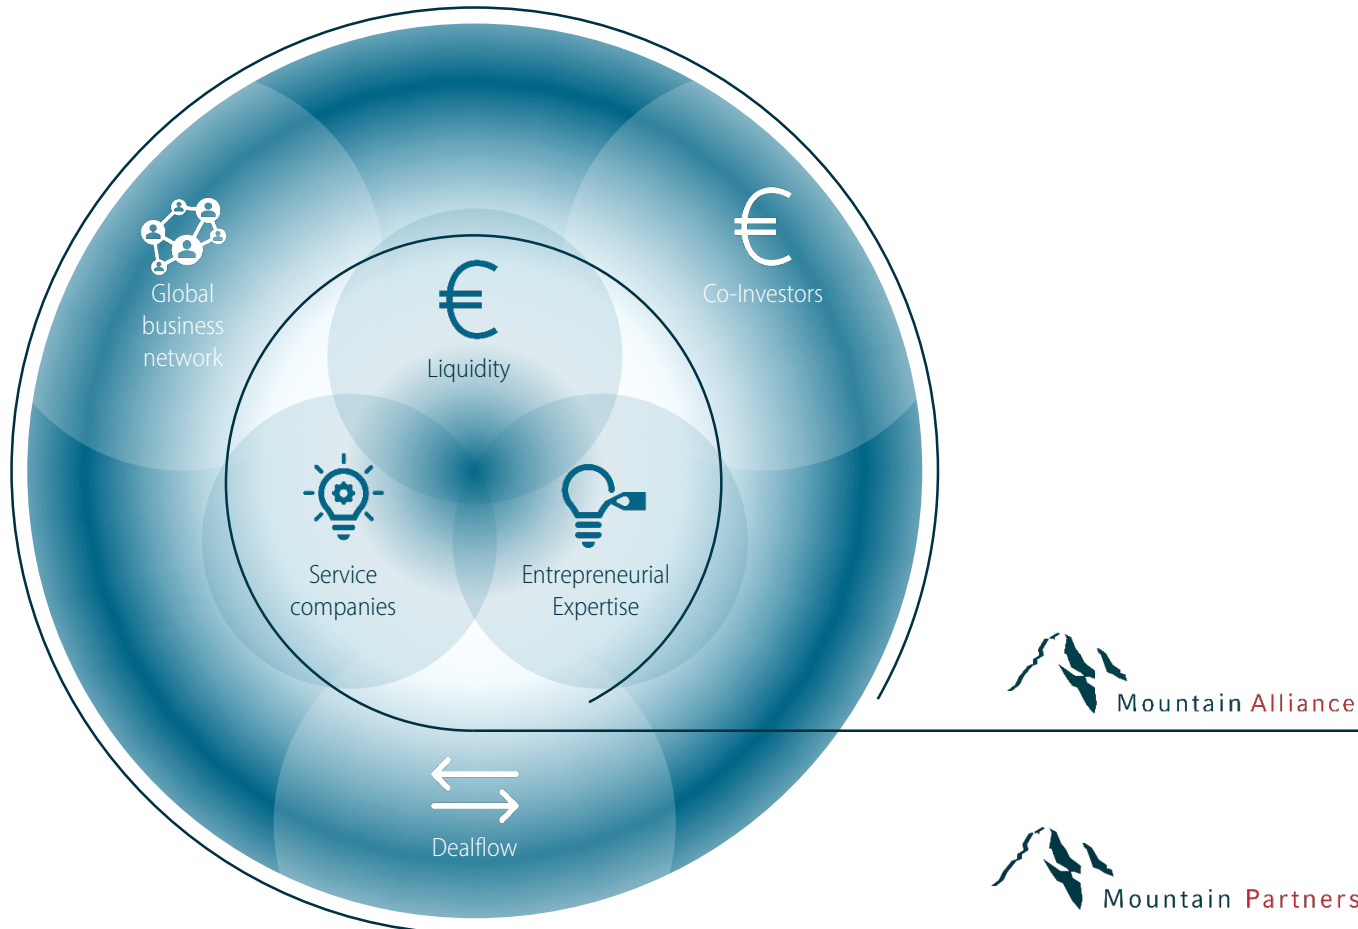 Global
business
network
Co-Investors
Liquidity
Service
companies
Entrepreneurial
Expertise
Dealflow
Mountain Alliance
Mountain Partners